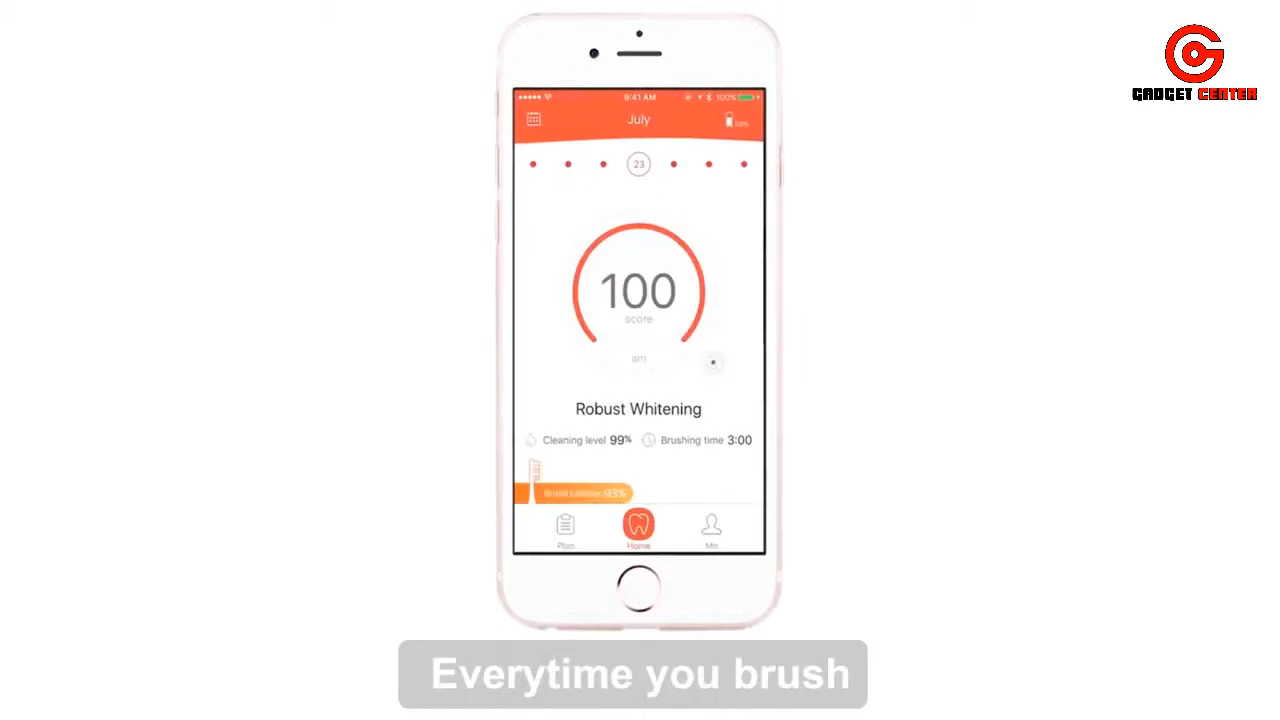 GADGET CENTER
9:41 AM
100%
July
23
100
score
am
Robust Whitening
Cleaning level 99%
Brushing time 3:00
93%
Plan
Home
Me
Everytime you brush